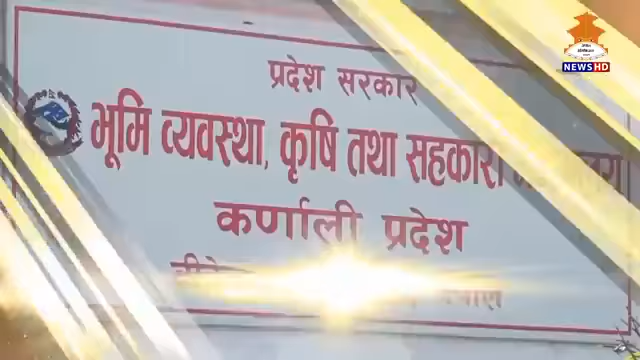 प्रदेश सरकार
भूमि व्यवस्था, कृषि तथा सहकारी
कर्णाली प्रदेश
NEWS HD